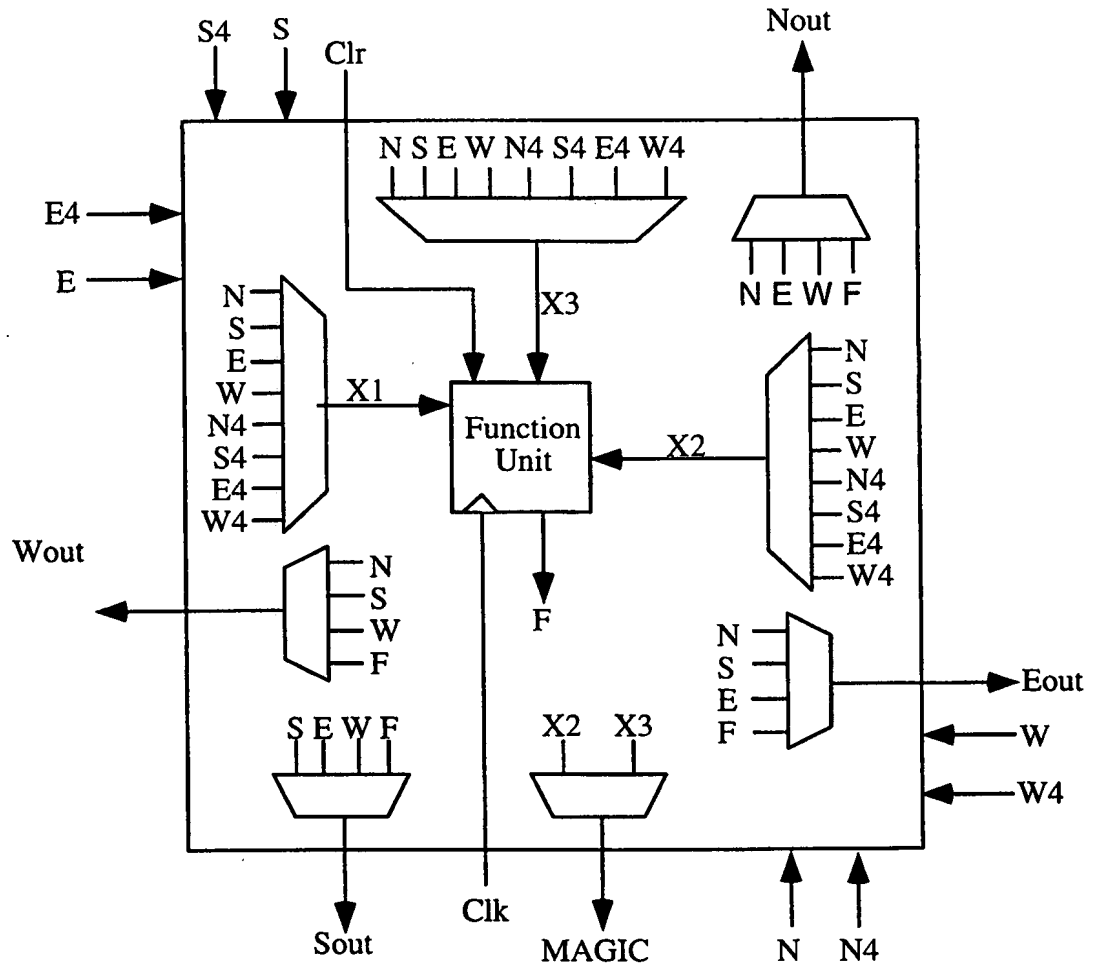 S4 S Clr Nout
N S E W N4 S4 E4 W4
E4
E
N E W F
X3
N
S
E
W
N4
S4
E4
W4
X1
Function
Unit
X2
N
S
E
W
N4
S4
E4
W4
Wout
N
S
W
F
F
N
S
E
F
Eout
W
W4
S E W F
X2 X3
Sout
Clk
MAGIC
N N4